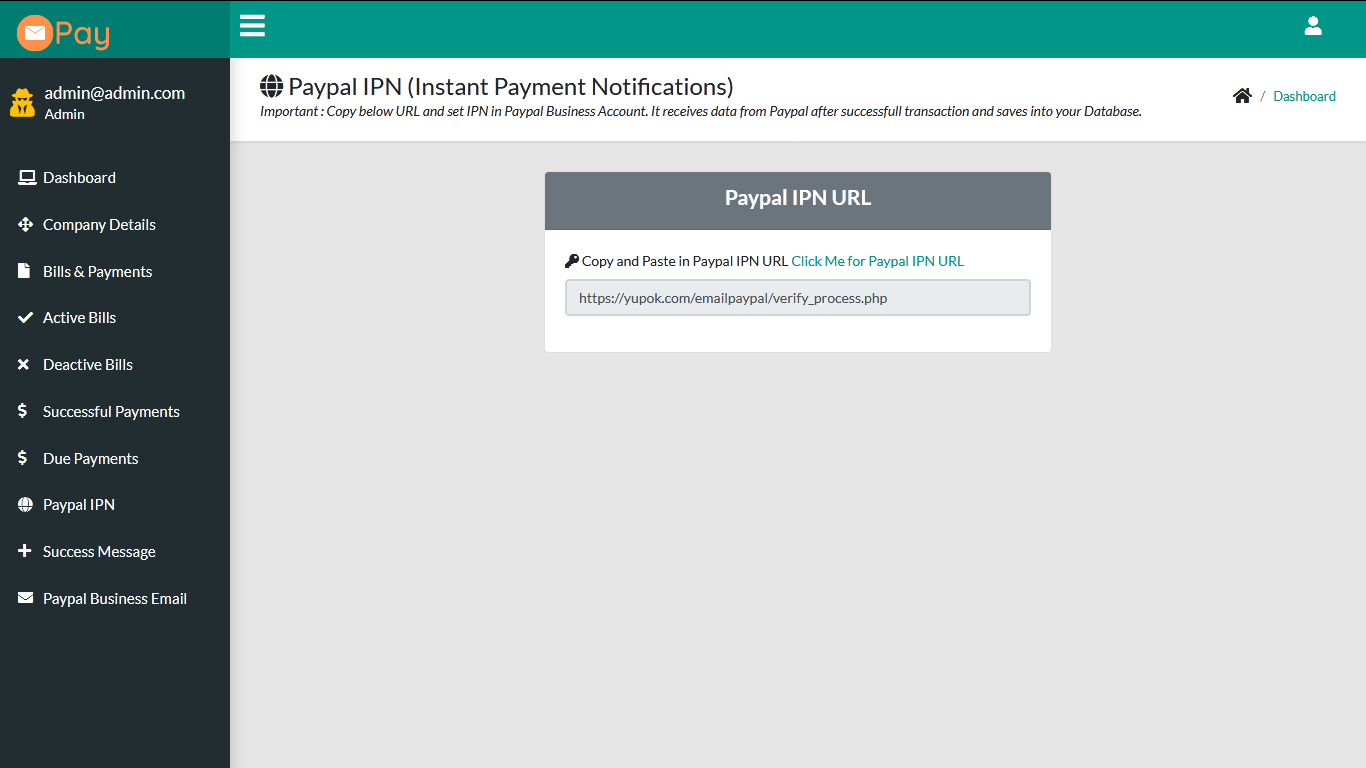 Pay
admin@admin.com
Admin
Dashboard
Company Details
Bills & Payments
Active Bills
Deactive Bills
Successful Payments
Due Payments
Paypal IPN
Success Message
Paypal Business Email
Paypal IPN (Instant Payment Notifications)
Important : Copy below URL and set IPN in Paypal Business Account. It receives data from Paypal after successfull transaction and saves into your Database.
/ Dashboard
Paypal IPN URL
Copy and Paste in Paypal IPN URL Click Me for Paypal IPN URL
https://yupok.com/emailpaypal/verify_process.php